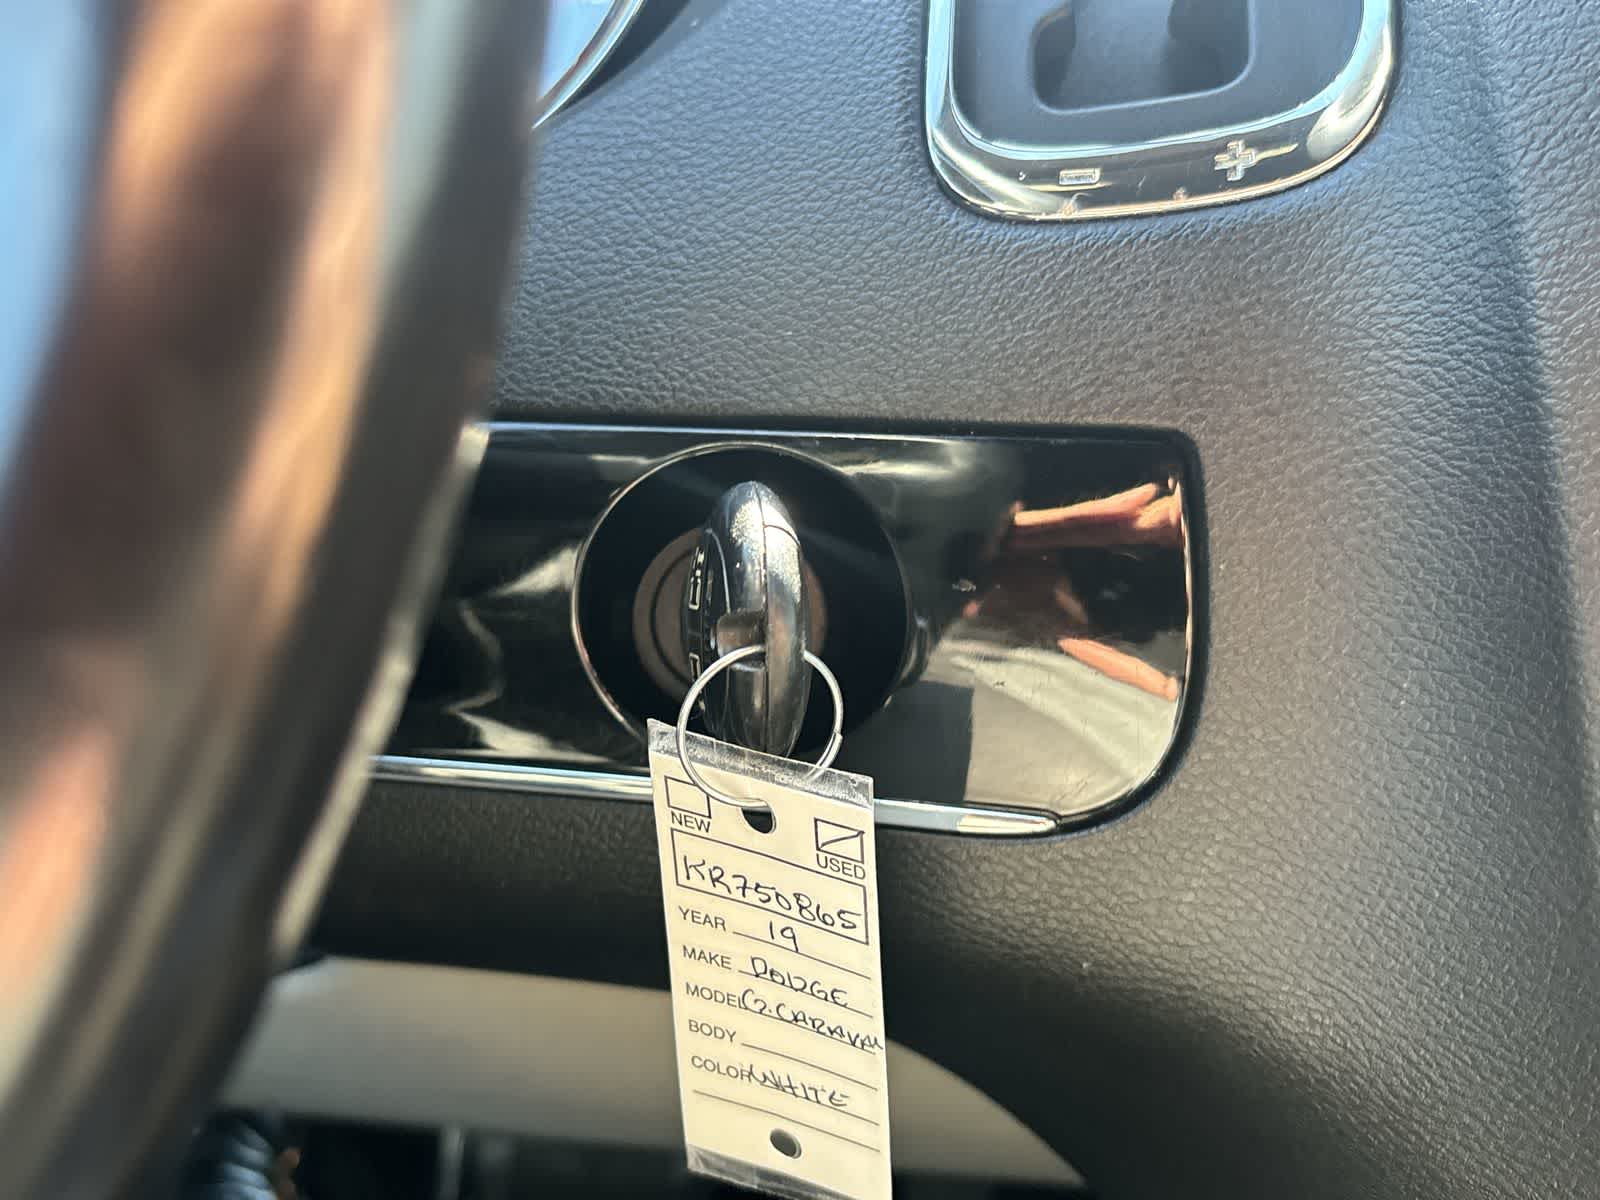 NEW
USED
KR750865
YEAR 19
MAKE DODGE
MODEL G.CARAVAN
BODY
COLOR WHITE